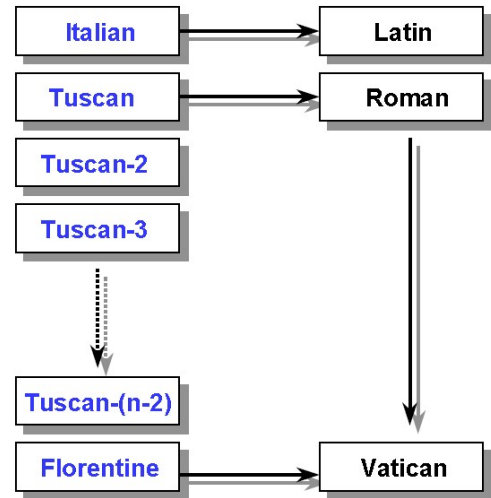 Italian
Latin
Tuscan
Roman
Tuscan-2
Tuscan-3
Tuscan-(n-2)
Florentine
Vatican